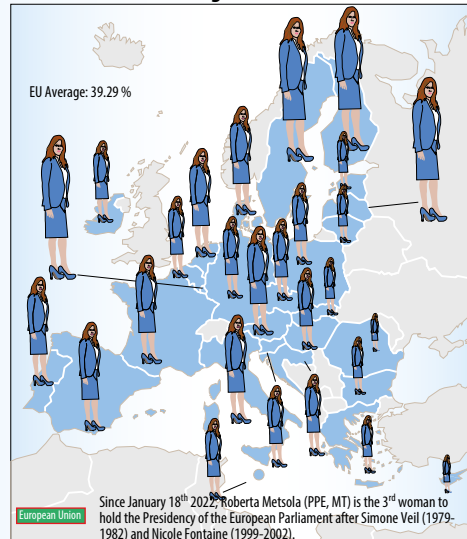 EU Average: 39.29 %
Since January 18th 2022, Roberta Metsola (PPE, MT) is the 3rd woman to
hold the Presidency of the European Parliament after Simone Veil (1979-
1982) and Nicole Fontaine (1999-2002).
European Union